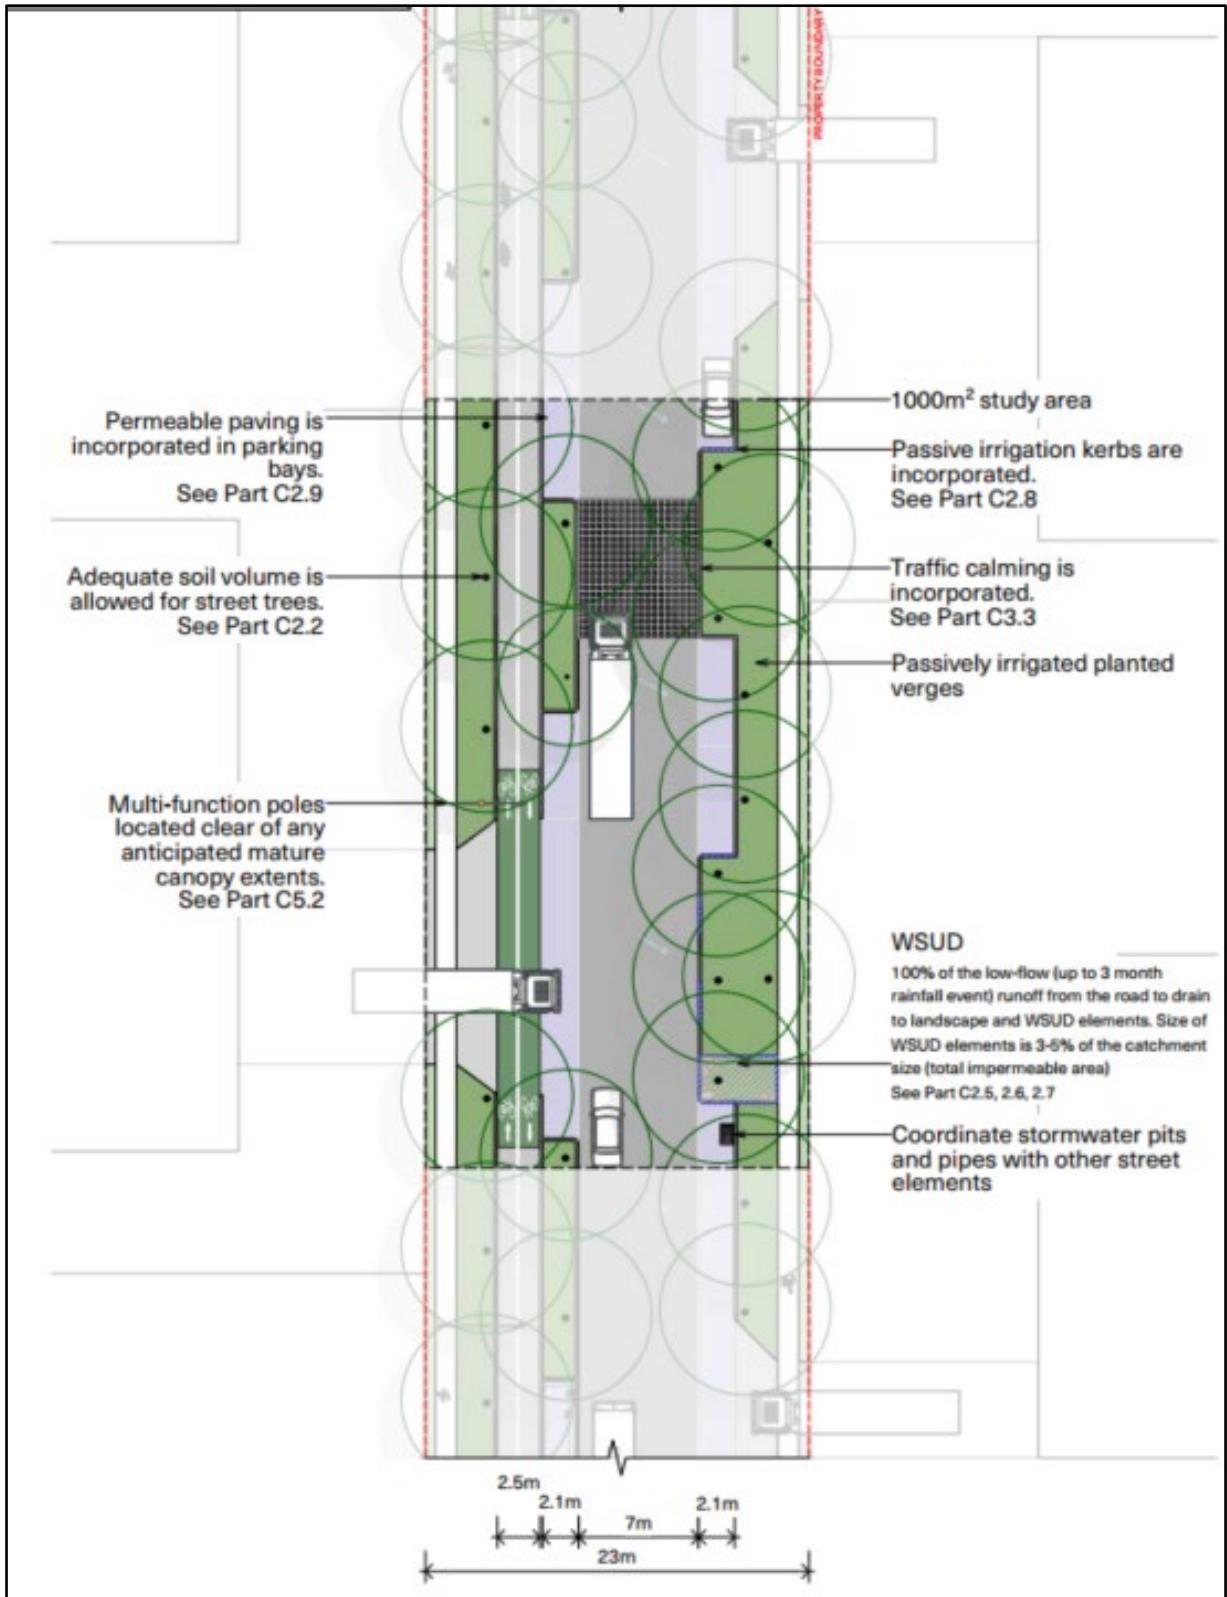 PROPERTY BOUNDARY
Permeable paving is
incorporated in parking
bays.
See Part C2.9
Adequate soil volume is
allowed for street trees.
See Part C2.2
Multi-function poles
located clear of any
anticipated mature
canopy extents.
See Part C5.2
1000m² study area
Passive irrigation kerbs are
incorporated.
See Part C2.8
Traffic calming is
incorporated.
See Part C3.3
Passively irrigated planted
verges
WSUD
100% of the low-flow (up to 3 month
rainfall event) runoff from the road to drain
to landscape and WSUD elements. Size of
WSUD elements is 3-5% of the catchment
size (total impermeable area)
See Part C2.5, 2.6, 2.7
Coordinate stormwater pits
and pipes with other street
elements
2.5m
2.1m
7m
2.1m
23m